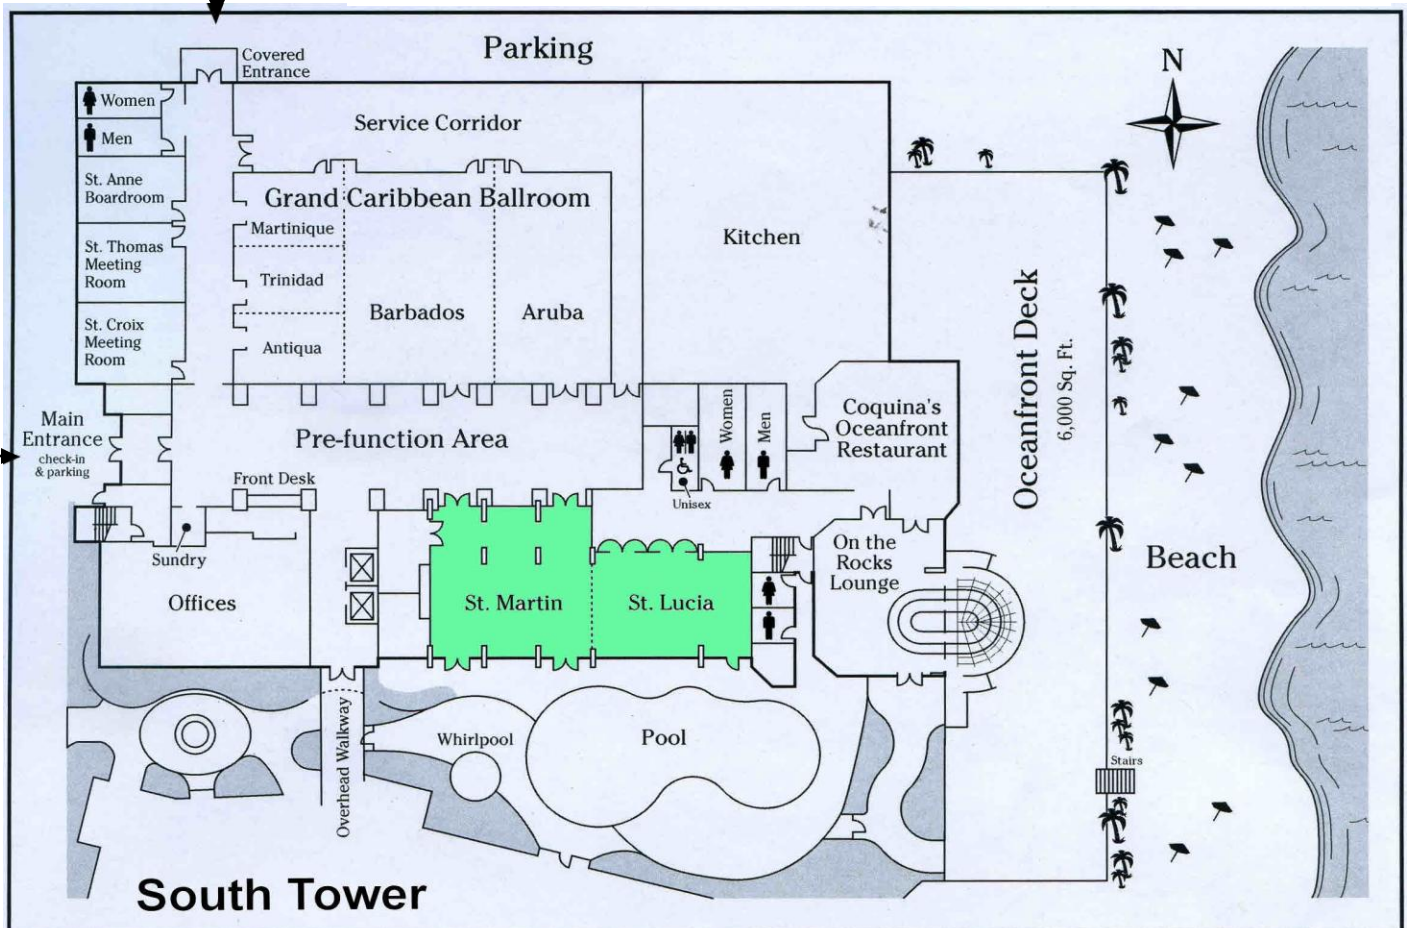 Parking
N
Covered
Entrance
Women
Men
Service Corridor
St. Anne
Boardroom
Grand Caribbean Ballroom
Martinique
St. Thomas
Meeting
Room
Trinidad
Kitchen
Barbados
Aruba
St. Croix
Meeting
Room
Antiqua
Oceanfront Deck
6,000 Sq. Ft.
Main
Entrance
check-in
& parking
Pre-function Area
Women
Men
Coquina's
Oceanfront
Restaurant
Front Desk
Unisex
Sundry
On the
Rocks
Lounge
Beach
Offices
St. Martin
St. Lucia
Overhead Walkway
Whirlpool
Pool
Stairs
South Tower